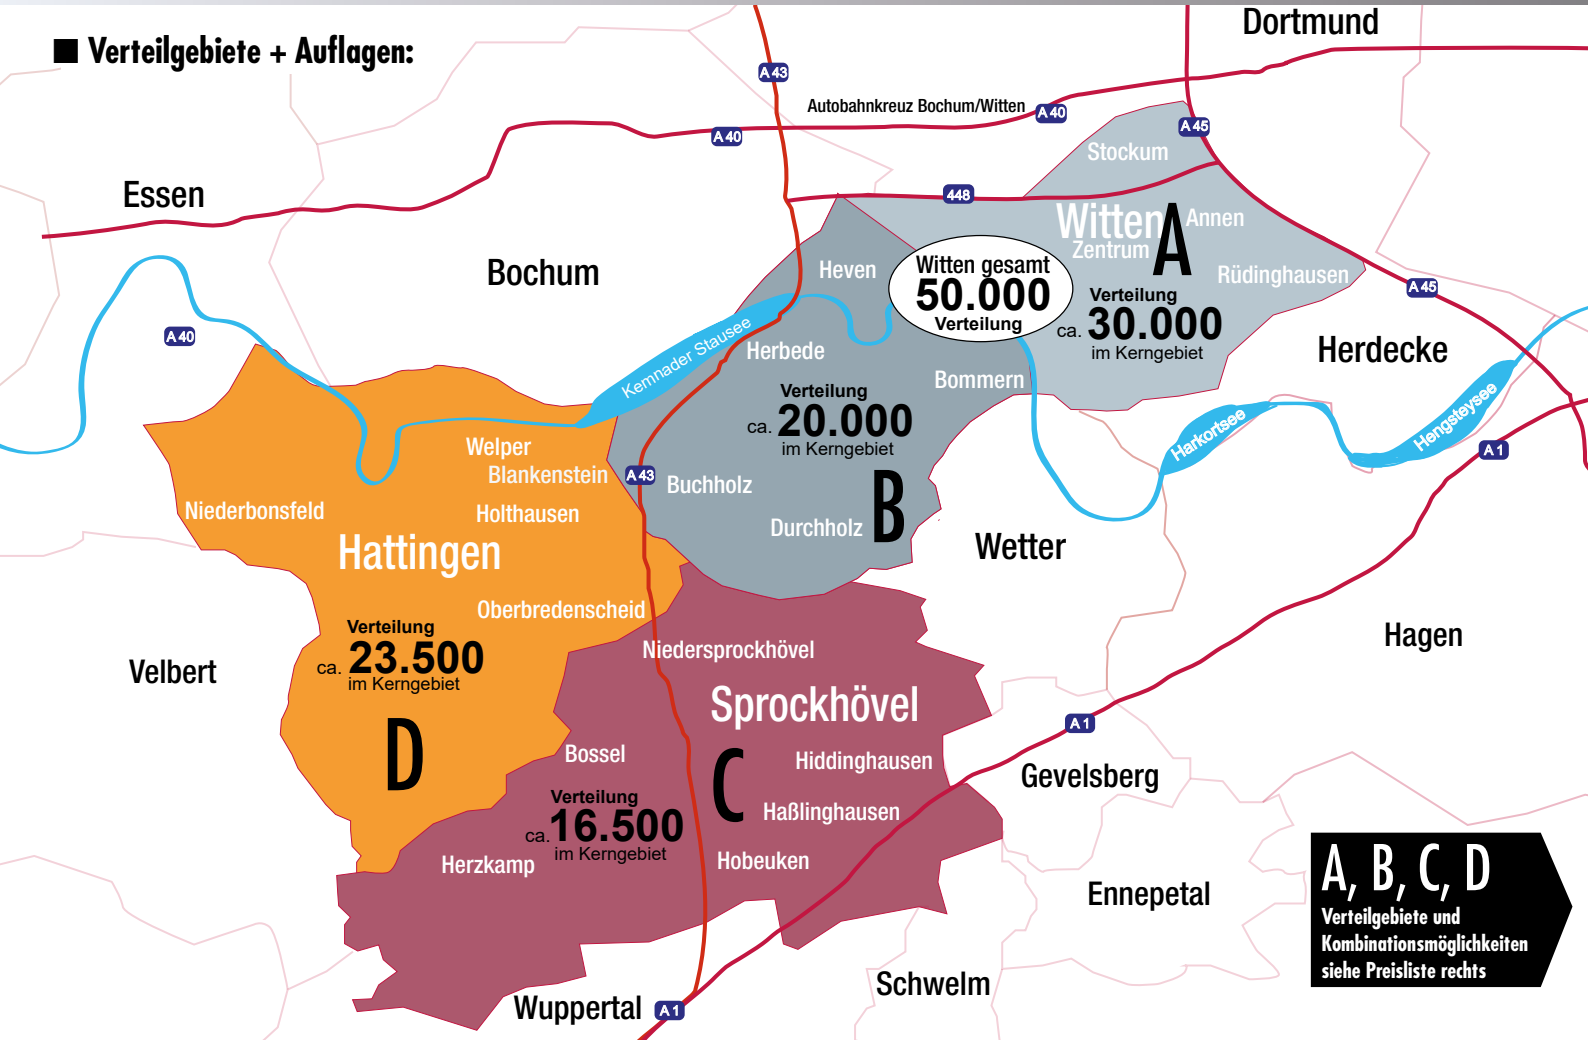 ■ Verteilgebiete + Auflagen:
Dortmund
A 43
Autobahnkreuz Bochum/Witten
A 40
A 40
A 45
Stockum
Essen
448
Witten
A
Annen
Zentrum
Bochum
Heven
Witten gesamt
50.000
Verteilung
Rüdinghausen
A 45
Verteilung
ca. 30.000
im Kerngebiet
A 40
Kemnader Stausee
Herbede
Herdecke
Bommern
Verteilung
ca. 20.000
im Kerngebiet
Harkortsee
Hengsteysee
A 1
Welper
Blankenstein
A 43
Buchholz
B
Niederbonsfeld
Holthausen
Durchholz
Hattingen
Wetter
Oberbredenscheid
Verteilung
ca. 23.500
im Kerngebiet
Niedersprockhövel
Hagen
Velbert
Sprockhövel
A 1
D
Bossel
C
Hiddinghausen
Gevelsberg
Verteilung
ca. 16.500
im Kerngebiet
Haßlinghausen
Herzkamp
Hobeuken
Ennepetal
A, B, C, D
Verteilgebiete und
Kombinationsmöglichkeiten
siehe Preisliste rechts
Schwelm
Wuppertal
A 1